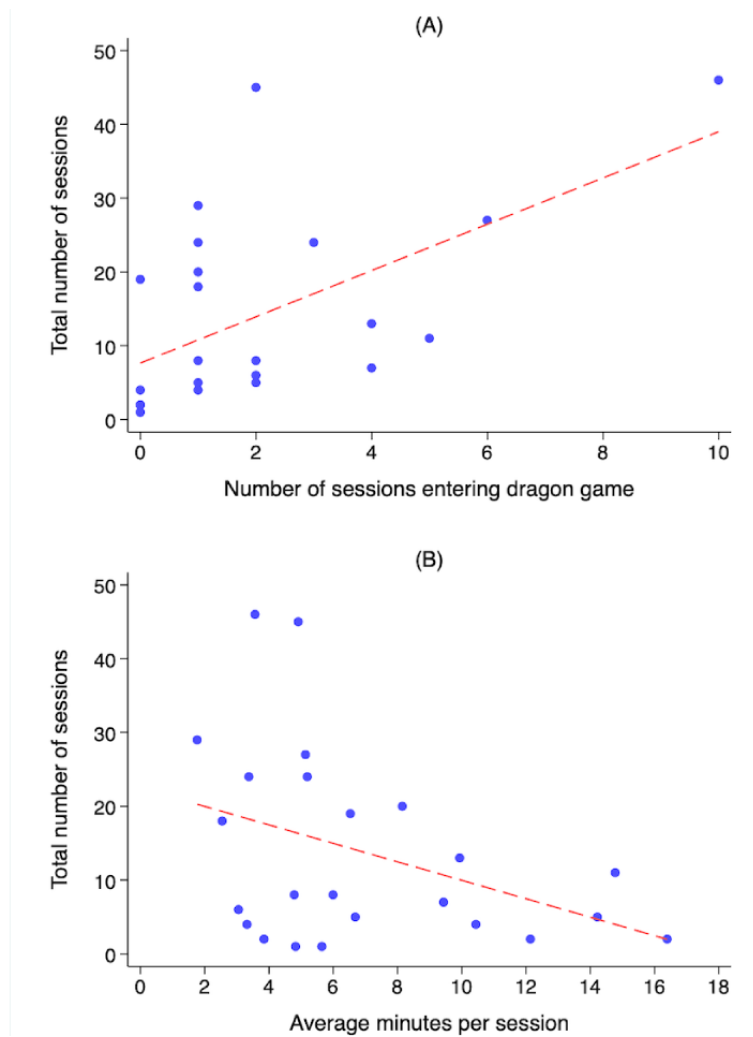 (A)
Total number of sessions
50
40
30
20
10
0
0 2 4 6 8 10
Number of sessions entering dragon game
(B)
Total number of sessions
50
40
30
20
10
0
0 2 4 6 8 10 12 14 16 18
Average minutes per session